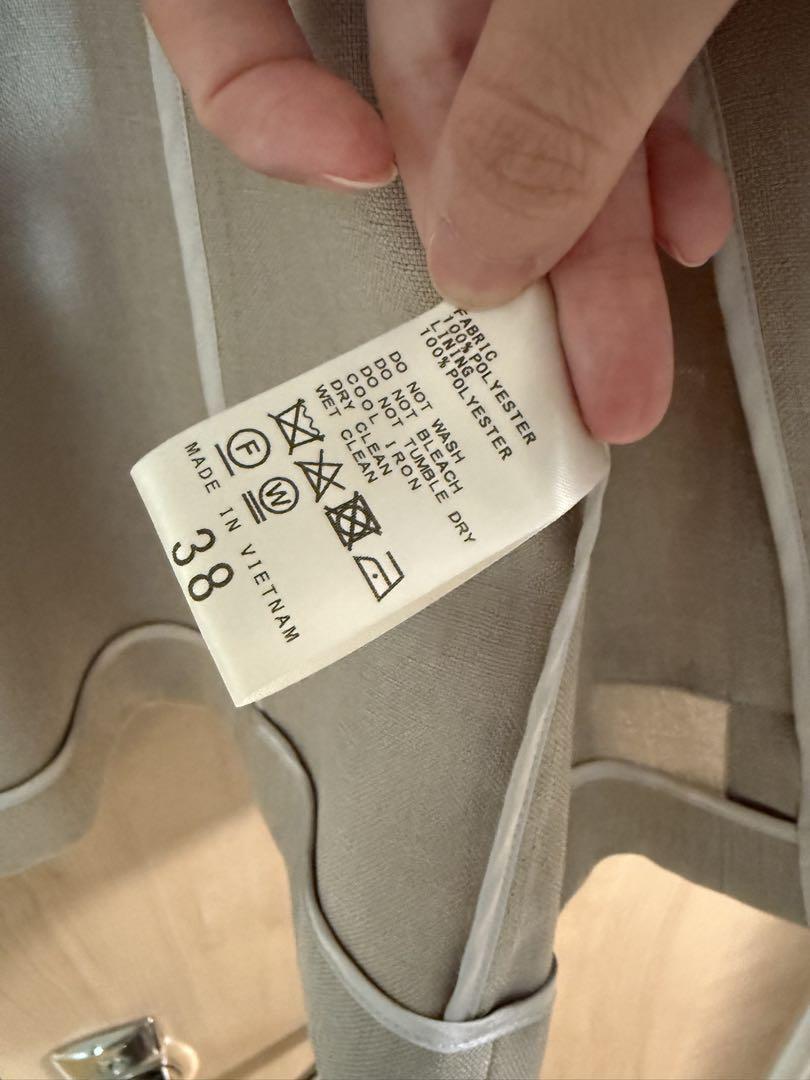 FABRIC
100%POLYESTER
LINING
100%POLYESTER
DO NOT WASH
DO NOT BLEACH
DO NOT TUMBLE DRY
COOL IRON
DRY CLEAN
WET CLEAN
F W
MADE IN VIETNAM
38